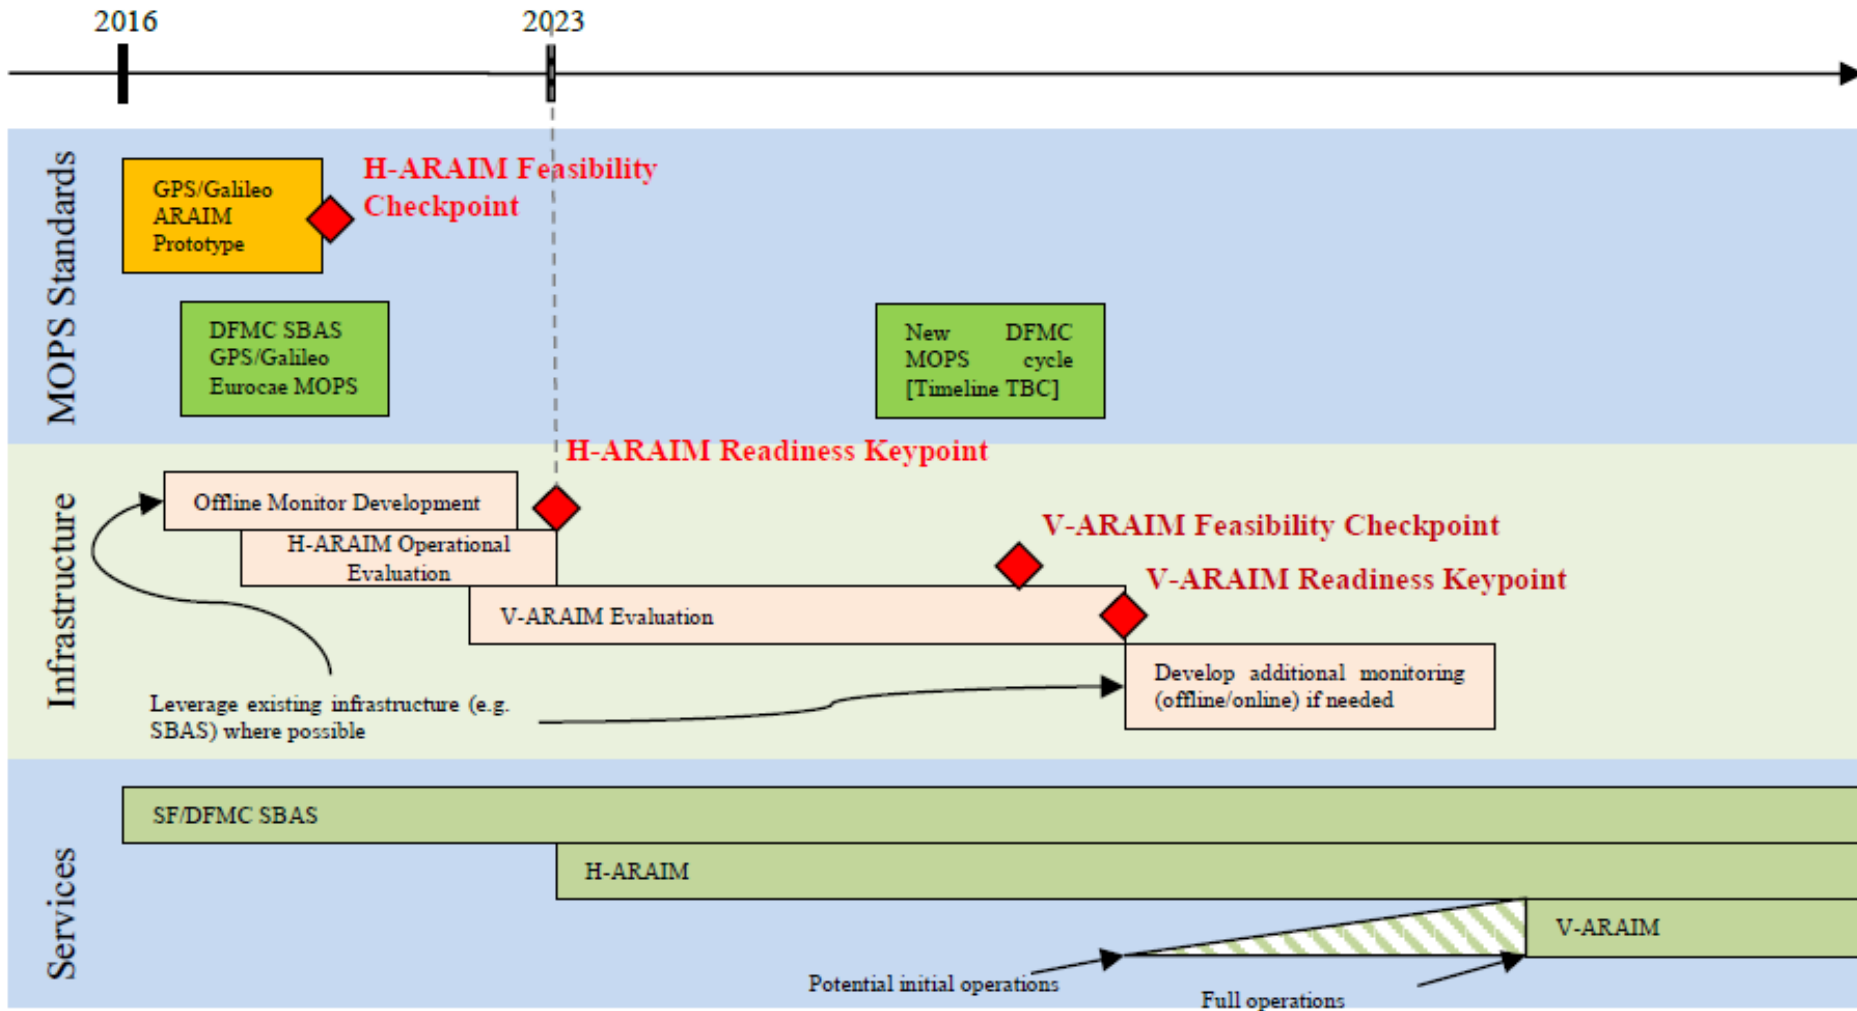 2016
2023
MOPS Standards
GPS/Galileo
ARAIM
Prototype
H-ARAIM Feasibility
Checkpoint
DFMC SBAS
GPS/Galileo
Eurocae MOPS
New DFMC
MOPS cycle
[Timeline TBC]
Infrastructure
H-ARAIM Readiness Keypoint
Offline Monitor Development
H-ARAIM Operational
Evaluation
V-ARAIM Feasibility Checkpoint
V-ARAIM Readiness Keypoint
V-ARAIM Evaluation
Develop additional monitoring
(offline/online) if needed
Leverage existing infrastructure (e.g.
SBAS) where possible
Services
SF/DFMC SBAS
H-ARAIM
V-ARAIM
Potential initial operations
Full operations